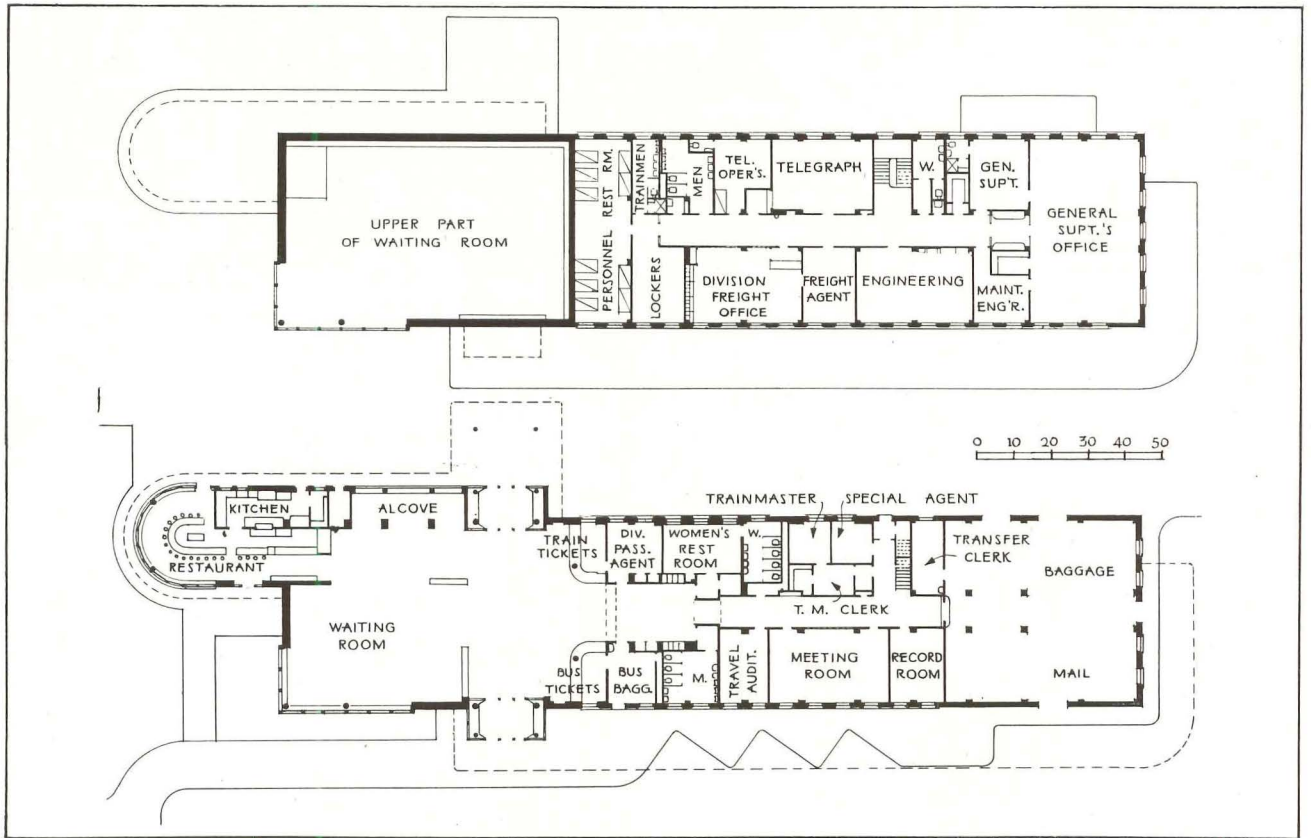 UPPER PART
OF WAITING ROOM
PERSONNEL REST RM.
TRAINMEN
LOCKERS
MEN
TEL.
OPER'S.
TELEGRAPH
W.
GEN.
SUP'T.
GENERAL
SUPT.'S
OFFICE
DIVISION
FREIGHT
OFFICE
FREIGHT
AGENT
ENGINEERING
MAINT.
ENG'R.
0 10 20 30 40 50
TRAINMASTER
SPECIAL AGENT
KITCHEN
RESTAURANT
ALCOVE
WAITING
ROOM
TRAIN
TICKETS
DIV.
PASS.
AGENT
WOMEN'S
REST
ROOM
W.
T. M. CLERK
TRANSFER
CLERK
BAGGAGE
BUS
TICKETS
BUS
BAGG.
M.
TRAVEL
AUDIT.
MEETING
ROOM
RECORD
ROOM
MAIL